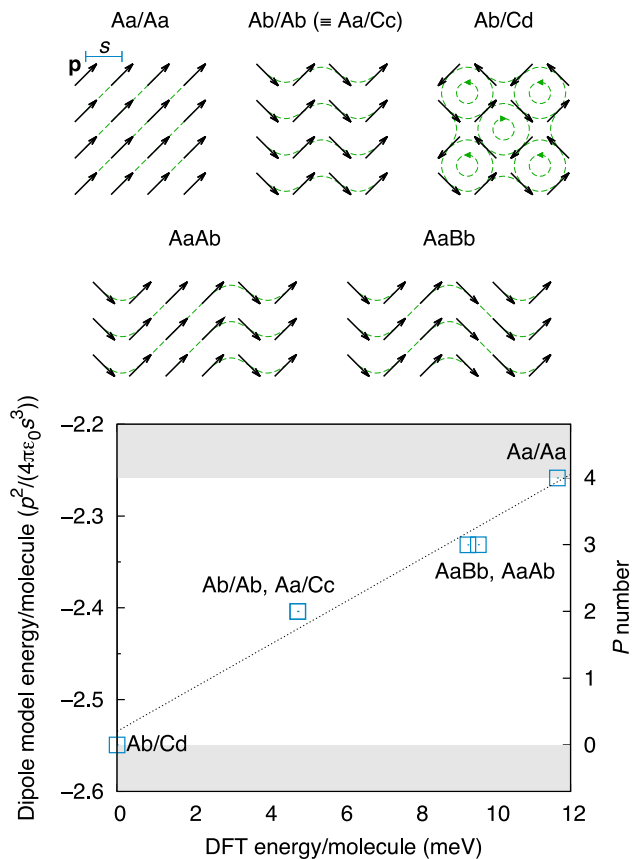 Aa/Aa
Ab/Ab (≡ Aa/Cc)
Ab/Cd
p
s
AaAb
AaBb
Dipole model energy/molecule (p²/(4πε₀s³))
−2.2
−2.3
−2.4
−2.5
−2.6
Aa/Aa
AaBb, AaAb
Ab/Ab, Aa/Cc
Ab/Cd
4
3
2
1
0
P number
0
2
4
6
8
10
12
DFT energy/molecule (meV)